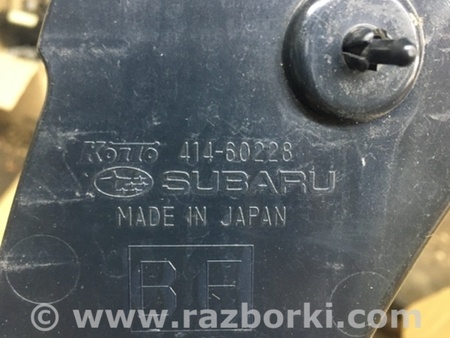 KOITO 414-60228
SUBARU
MADE IN JAPAN
© www.razborki.com